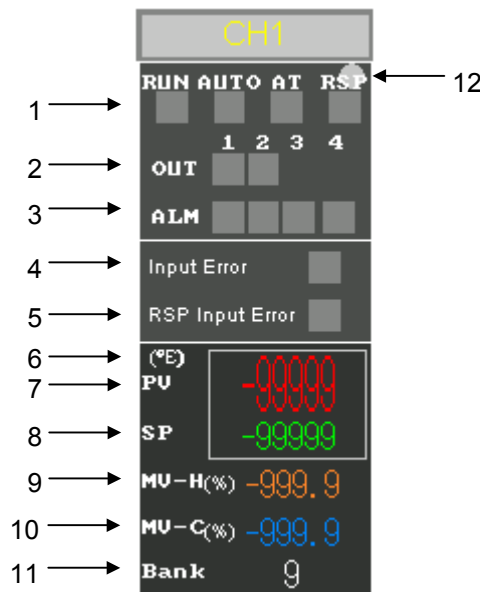 CH1
RUN AUTO AT RSP
12
1
1 2 3 4
2
OUT
3
ALM
4
Input Error
5
RSP Input Error
6
(°E)
7
PV -99999
8
SP -99999
9
MV-H(%) -999.9
10
MV-C(%) -999.9
11
Bank 9